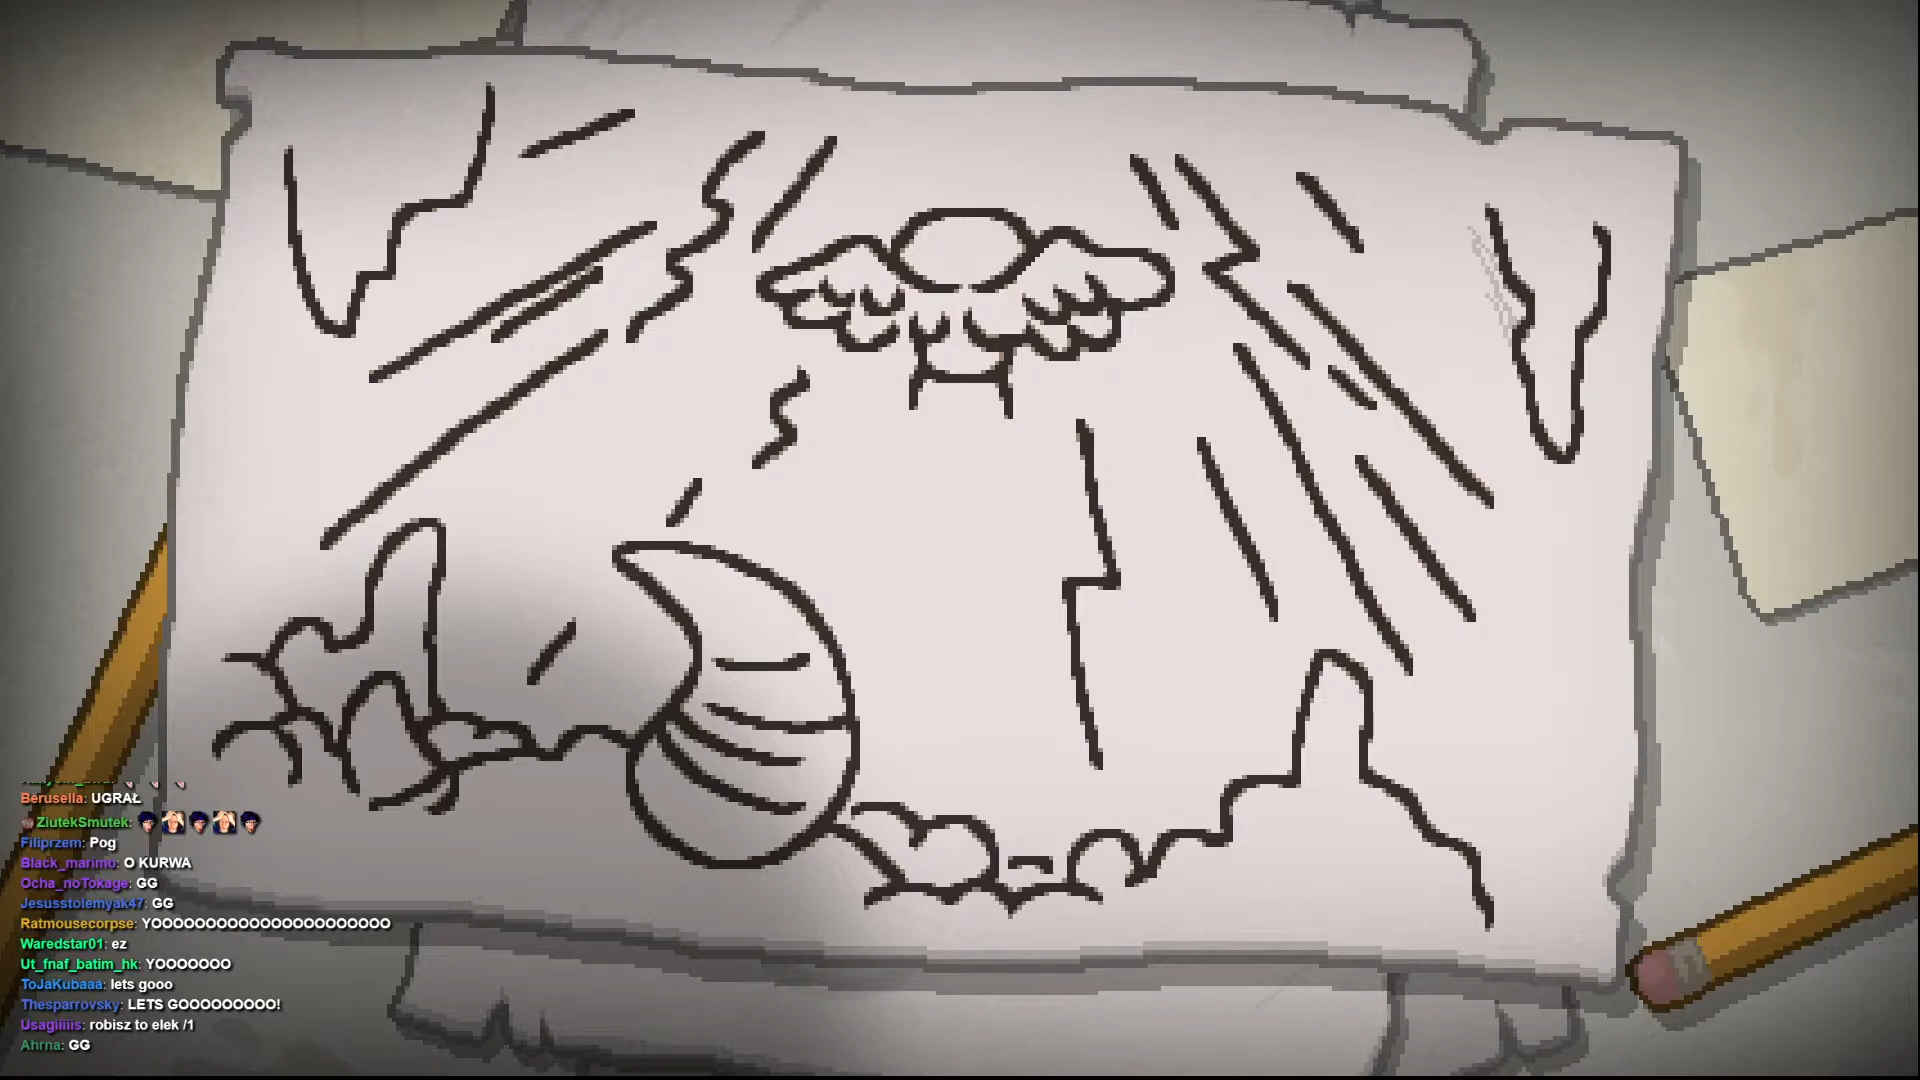 Berusella: UGRAŁ
ZiutekSmutek:
Filiprzem: Pog
Black_marimo: O KURWA
Ocha_noTokage: GG
Jesusstolemyak47: GG
Ratmousecorpse: YOOOOOOOOOOOOOOOOOOOOOO
Waredstar01: ez
Ut_fnaf_batim_hk: YOOOOOOO
ToJaKubaaa: lets gooo
Thesparrovsky: LETS GOOOOOOOOO!
Usagiiiiis: robisz to elek /1
Ahrna: GG